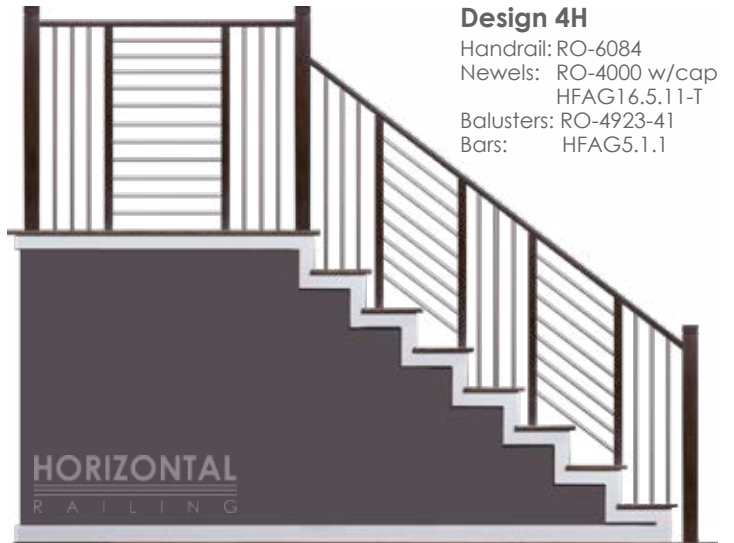 Design 4H
Handrail: RO-6084
Newels: RO-4000 w/cap
HFAG16.5.11-T
Balusters: RO-4923-41
Bars: HFAG5.1.1
HORIZONTAL
RAILING